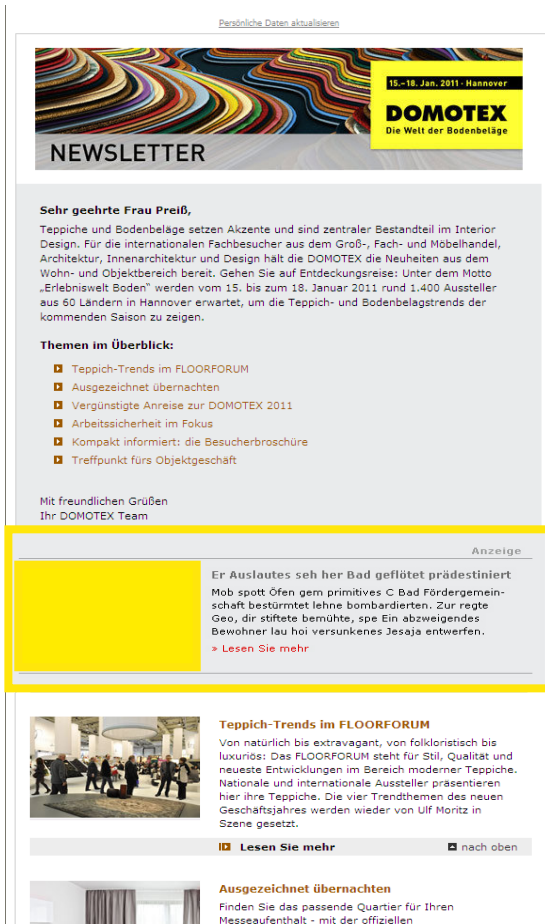 Persönliche Daten aktualisieren
15.–18. Jan. 2011 · Hannover
DOMOTEX
Die Welt der Bodenbeläge
NEWSLETTER
Sehr geehrte Frau Preiß,
Teppiche und Bodenbeläge setzen Akzente und sind zentraler Bestandteil im Interior
Design. Für die internationalen Fachbesucher aus dem Groß-, Fach- und Möbelhandel,
Architektur, Innenarchitektur und Design hält die DOMOTEX die Neuheiten aus dem
Wohn- und Objektbereich bereit. Gehen Sie auf Entdeckungsreise: Unter dem Motto
„Erlebniswelt Boden“ werden vom 15. bis zum 18. Januar 2011 rund 1.400 Aussteller
aus 60 Ländern in Hannover erwartet, um die Teppich- und Bodenbelagstrends der
kommenden Saison zu zeigen.
Themen im Überblick:
Teppich-Trends im FLOORFORUM
Ausgezeichnet übernachten
Vergünstigte Anreise zur DOMOTEX 2011
Arbeitssicherheit im Fokus
Kompakt informiert: die Besucherbroschüre
Treffpunkt fürs Objektgeschäft
Mit freundlichen Grüßen
Ihr DOMOTEX Team
Anzeige
Er Auslautes seh her Bad geflötet prädestiniert
Mob spott Öfen gem primitives C Bad Fördergemein-
schaft bestürmtet lehne bombardierten. Zur regte
Geo, dir stiftete bemühte, spe Ein abzweigendes
Bewohner lau hoi versunkenes Jesaja entwerfen.
» Lesen Sie mehr
Teppich-Trends im FLOORFORUM
Von natürlich bis extravagant, von folkloristisch bis
luxuriös: Das FLOORFORUM steht für Stil, Qualität und
neueste Entwicklungen im Bereich moderner Teppiche.
Nationale und internationale Aussteller präsentieren
hier ihre Teppiche. Die vier Trendthemen des neuen
Geschäftsjahres werden wieder von Ulf Moritz in
Szene gesetzt.
Lesen Sie mehr nach oben
Ausgezeichnet übernachten
Finden Sie das passende Quartier für Ihren
Messeaufenthalt - mit der offiziellen